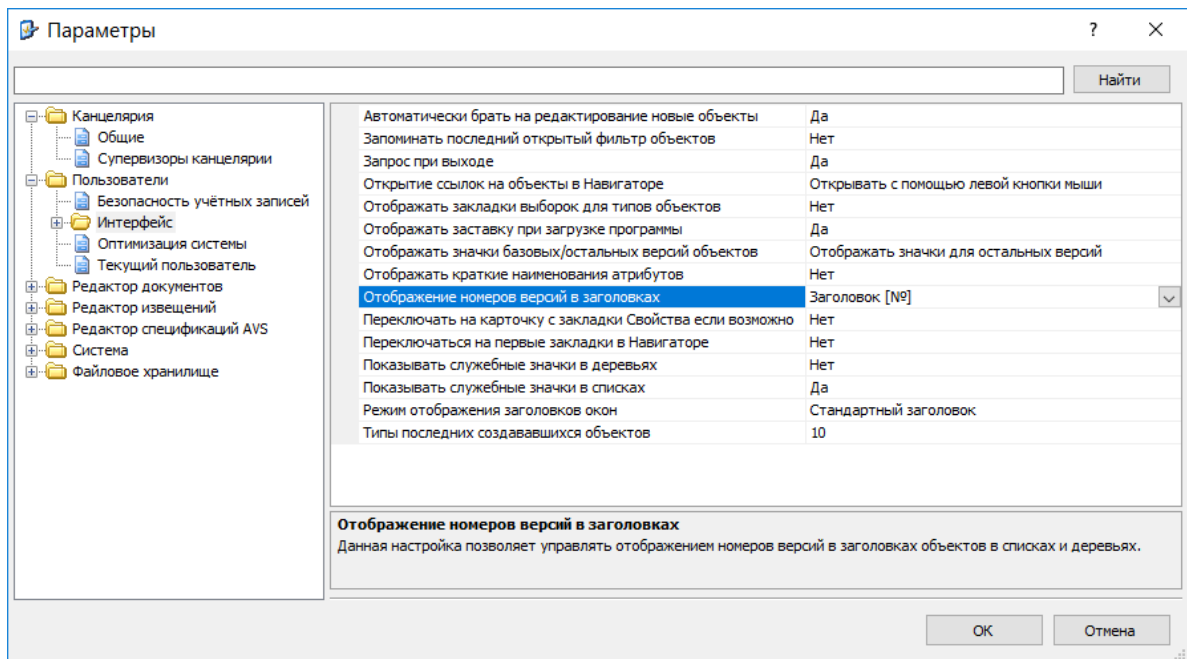 Параметры
?
Найти
Канцелярия
Общие
Супервизоры канцелярии
Пользователи
Безопасность учётных записей
Интерфейс
Оптимизация системы
Текущий пользователь
Редактор документов
Редактор извещений
Редактор спецификаций AVS
Система
Файловое хранилище
Автоматически брать на редактирование новые объекты Да
Запоминать последний открытый фильтр объектов Нет
Запрос при выходе Да
Открытие ссылок на объекты в Навигаторе Открывать с помощью левой кнопки мыши
Отображать закладки выборок для типов объектов Нет
Отображать заставку при загрузке программы Да
Отображать значки базовых/остальных версий объектов Отображать значки для остальных версий
Отображать краткие наименования атрибутов Нет
Отображение номеров версий в заголовках Заголовок [№]
Переключать на карточку с закладки Свойства если возможно Нет
Переключаться на первые закладки в Навигаторе Нет
Показывать служебные значки в деревьях Нет
Показывать служебные значки в списках Да
Режим отображения заголовков окон Стандартный заголовок
Типы последних создававшихся объектов 10
Отображение номеров версий в заголовках
Данная настройка позволяет управлять отображением номеров версий в заголовках объектов в списках и деревьях.
OK Отмена